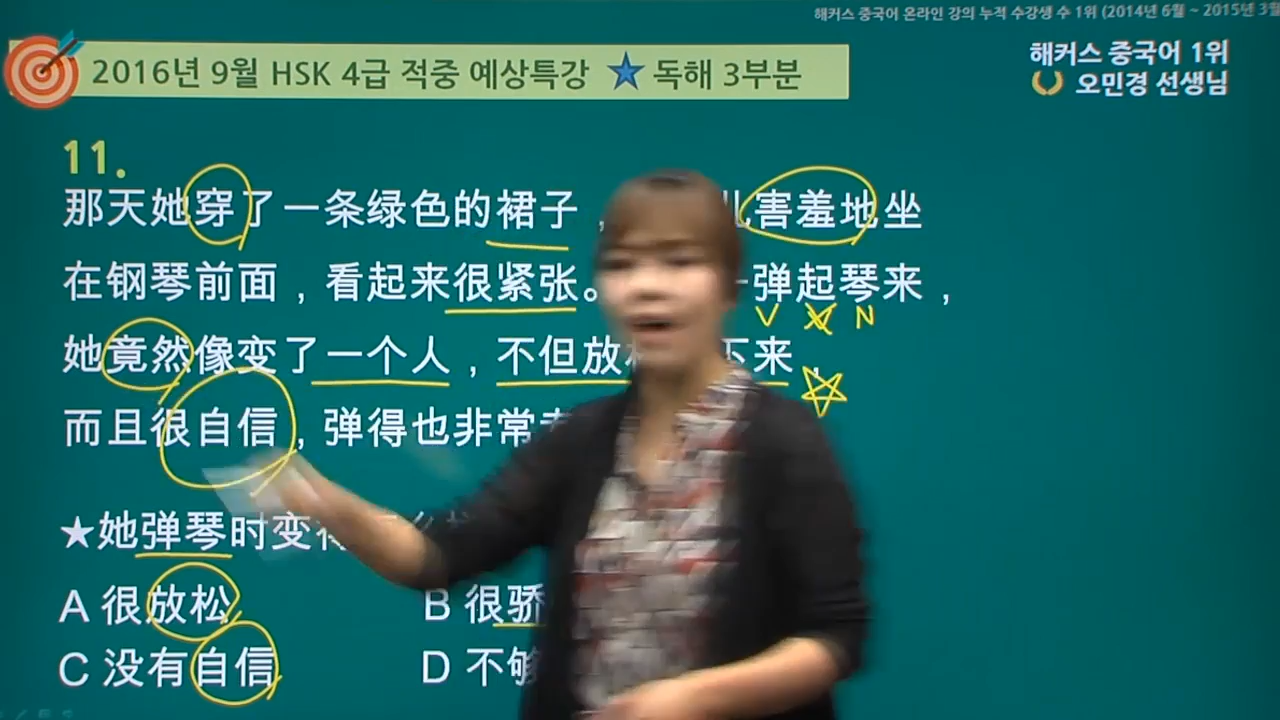 해커스 중국어 온라인 강의 누적 수강생 수 1위 (2014년 6월 ~ 2015년 3월
2016년 9월 HSK 4급 적중 예상특강 ★ 독해 3부분
해커스 중국어 1위
오민경 선생님
11.
那天她穿了一条绿色的裙子， 害羞地坐
在钢琴前面，看起来很紧张。 弹起琴来，
V N
她竟然像变了一个人，不但放 下来，
而且很自信，弹得也非常
★她弹琴时变得
A 很放松 B 很骄
C 没有自信 D 不够